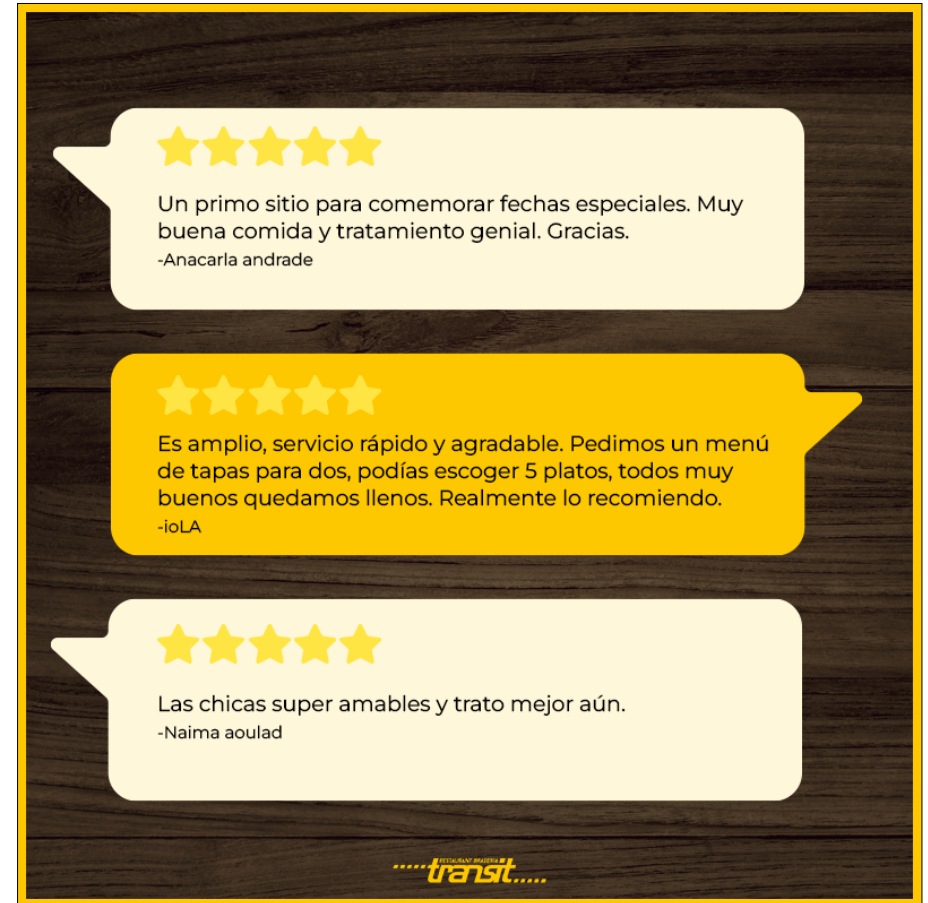 Un primo sitio para comemorar fechas especiales. Muy
buena comida y tratamiento genial. Gracias.
-Anacarla andrade
Es amplio, servicio rápido y agradable. Pedimos un menú
de tapas para dos, podías escoger 5 platos, todos muy
buenos quedamos llenos. Realmente lo recomiendo.
-ioLA
Las chicas super amables y trato mejor aún.
-Naima aoulad
RESTAURANT BRASERIA
transit